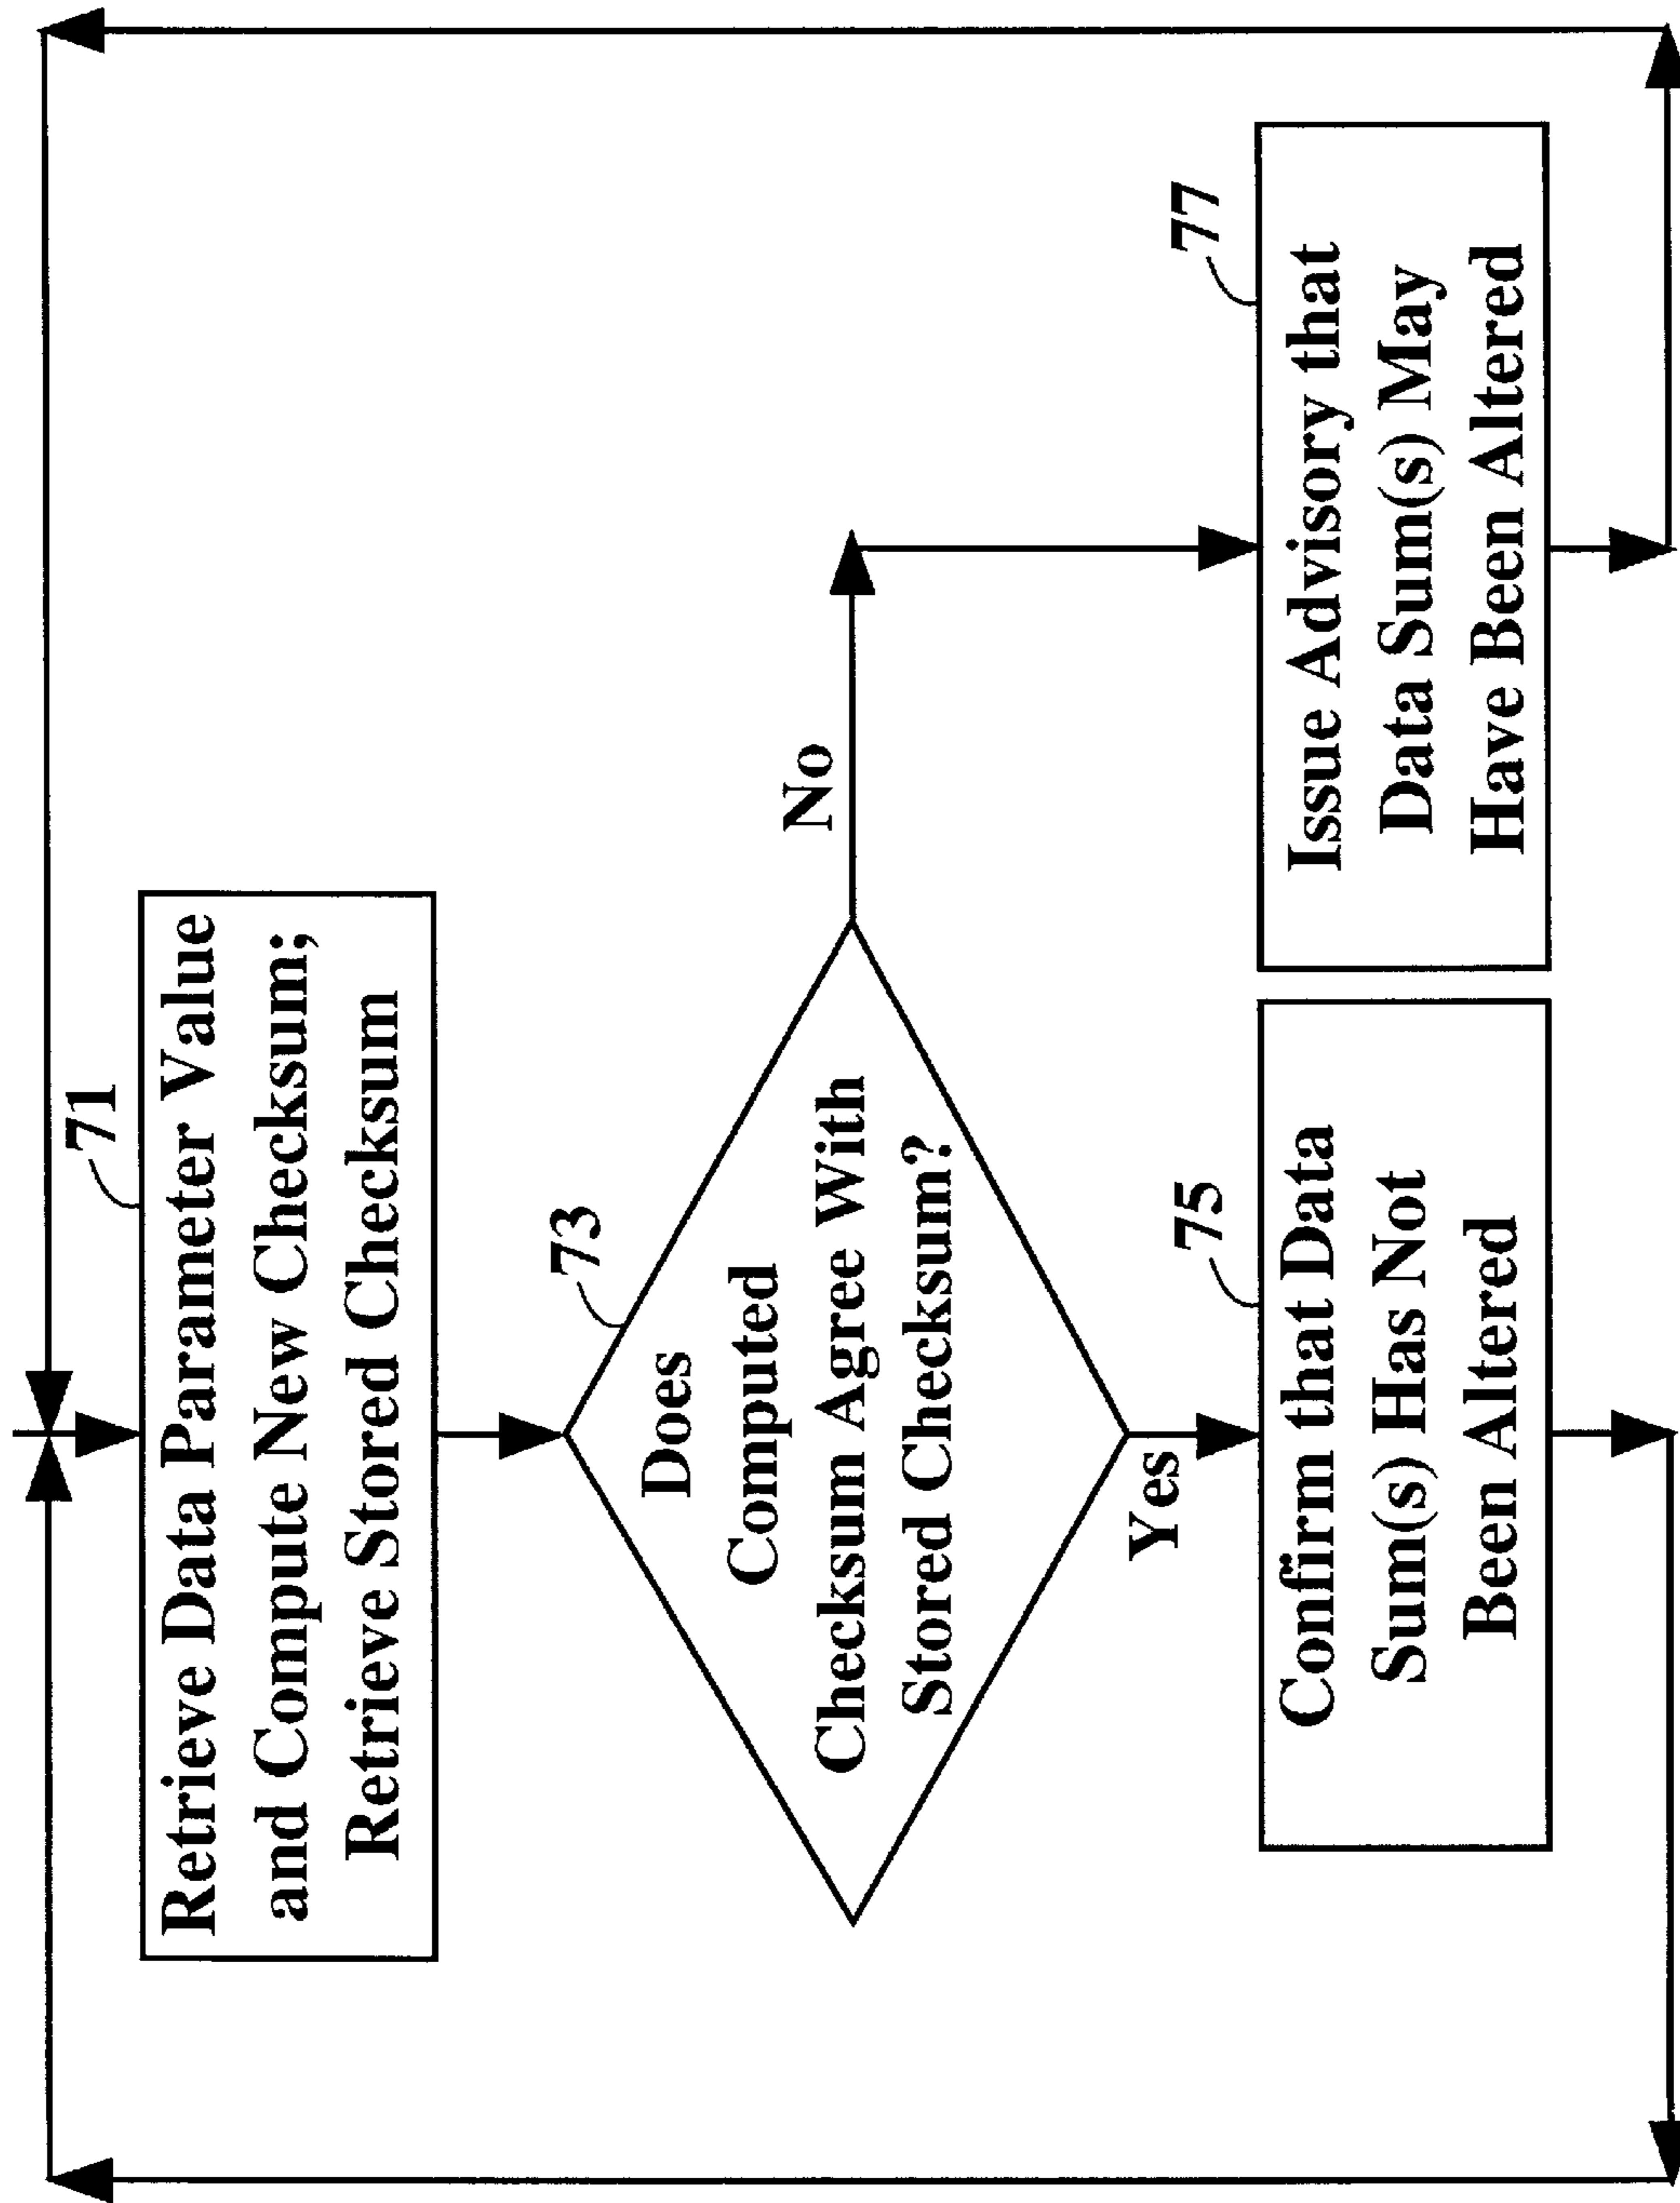 71
Retrieve Data Parameter Value
and Compute New Checksum;
Retrieve Stored Checksum
73
Does
Computed
Checksum Agree With
Stored Checksum?
No
Yes
75
Confirm that Data
Sum(s) Has Not
Been Altered
77
Issue Advisory that
Data Sum(s) May
Have Been Altered